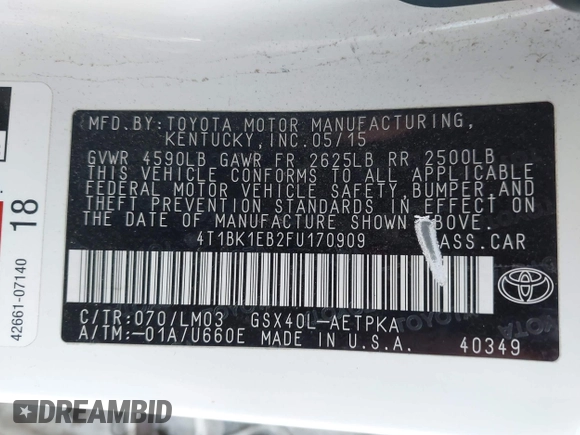 MFD.BY:TOYOTA MOTOR MANUFACTURING,
KENTUCKY,INC.05/15
GVWR 4590LB GAWR FR 2625LB RR 2500LB
THIS VEHICLE CONFORMS TO ALL APPLICABLE
FEDERAL MOTOR VEHICLE SAFETY, BUMPER, AND
THEFT PREVENTION STANDARDS IN EFFECT ON
THE DATE OF MANUFACTURE SHOWN ABOVE.
4T1BK1EB2FU170909 ASS.CAR
C/TR:070/LM03 GSX40L-AETPKA
A/TM:-01A/U660E MADE IN U.S.A. 40349
TOYOTA
42661-07140
18
DREAMBID